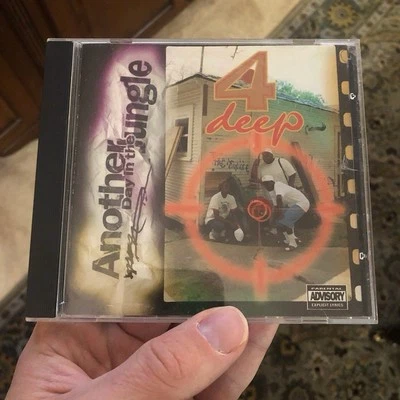 4
deep
Another
Day in the
Jungle
PARENTAL
ADVISORY
EXPLICIT LYRICS